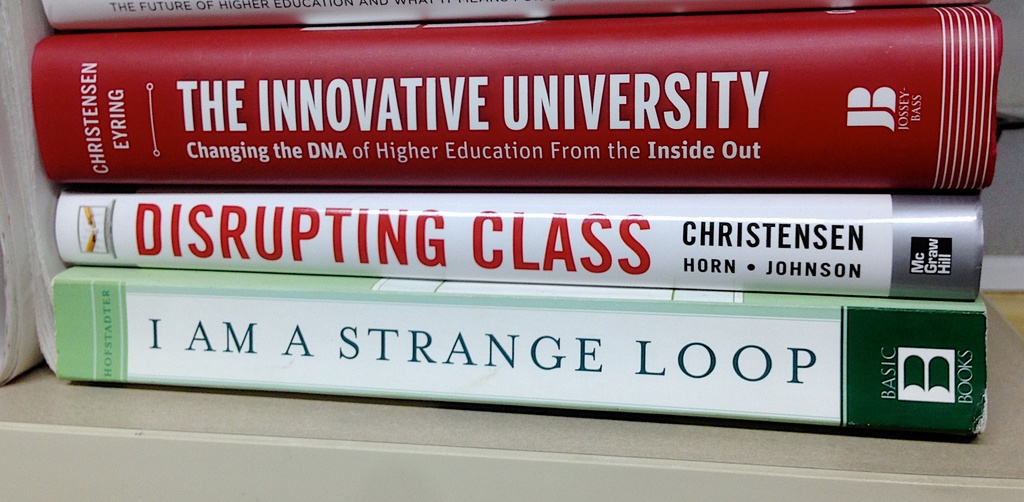 THE FUTURE OF HIGHER EDUCATION AND WHAT IT MEANS FOR
CHRISTENSEN
EYRING
THE INNOVATIVE UNIVERSITY
Changing the DNA of Higher Education From the Inside Out
JB
JOSSEY-
BASS
DISRUPTING CLASS
CHRISTENSEN
HORN • JOHNSON
Mc
Graw
Hill
HOFSTADTER
I AM A STRANGE LOOP
BASIC
B
BOOKS